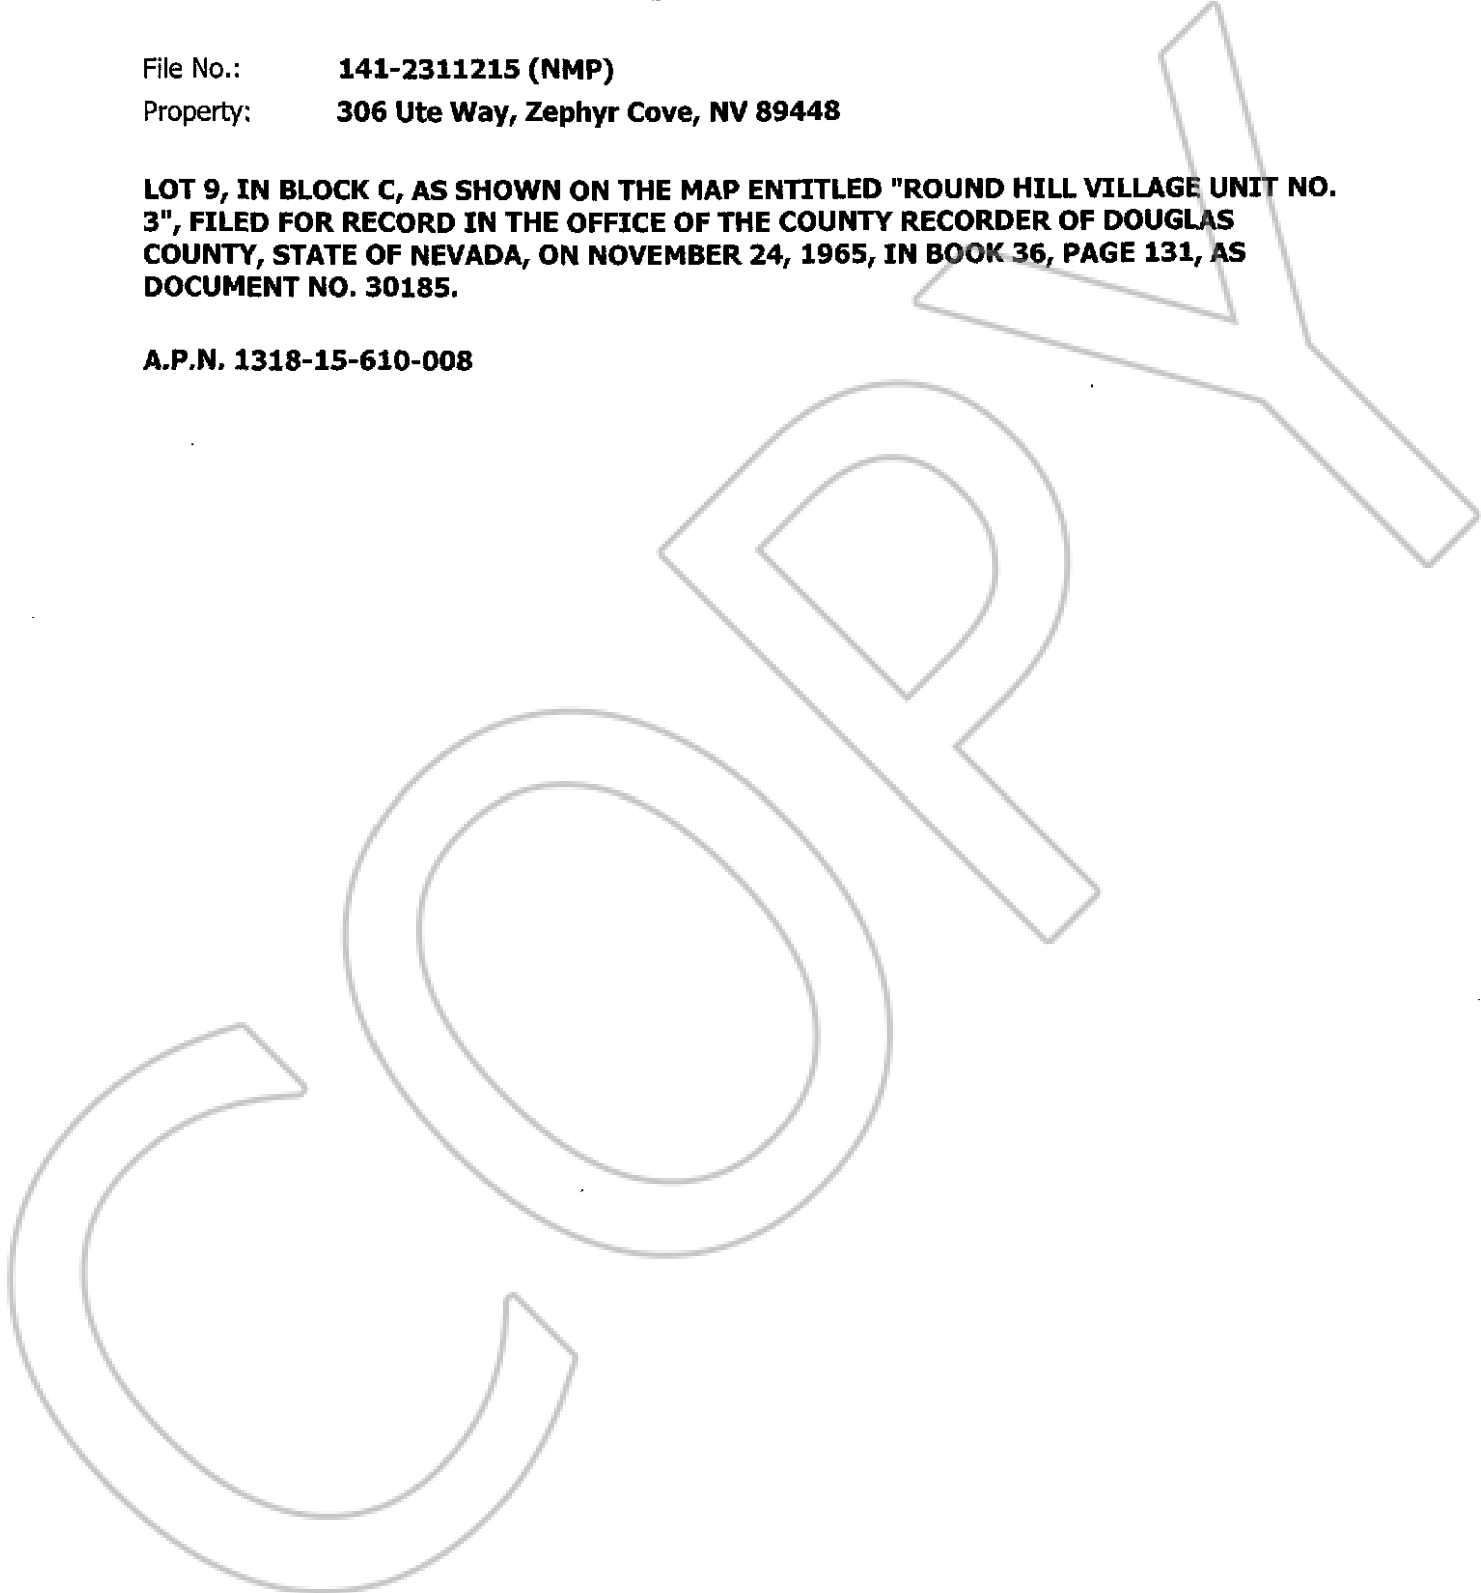 File No.: 141-2311215 (NMP)
Property: 306 Ute Way, Zephyr Cove, NV 89448
LOT 9, IN BLOCK C, AS SHOWN ON THE MAP ENTITLED "ROUND HILL VILLAGE UNIT NO.
3", FILED FOR RECORD IN THE OFFICE OF THE COUNTY RECORDER OF DOUGLAS
COUNTY, STATE OF NEVADA, ON NOVEMBER 24, 1965, IN BOOK 36, PAGE 131, AS
DOCUMENT NO. 30185.
A.P.N. 1318-15-610-008
COPY